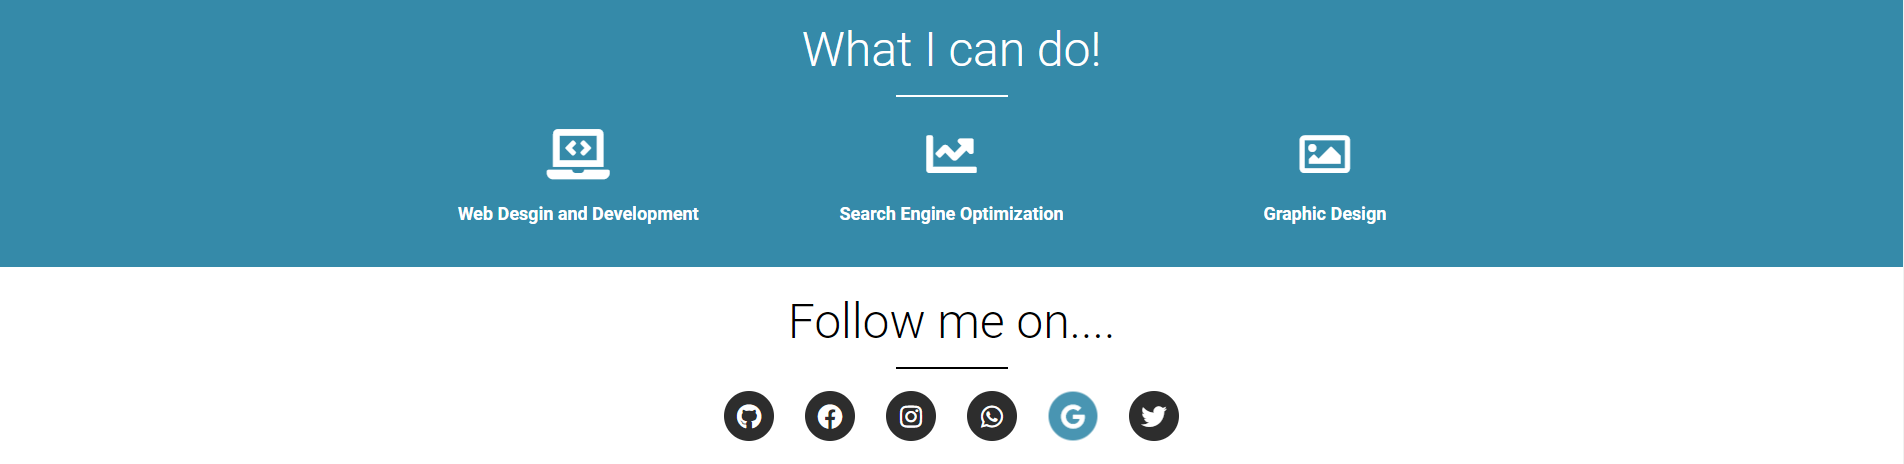 What I can do!
Web Desgin and Development
Search Engine Optimization
Graphic Design
Follow me on....